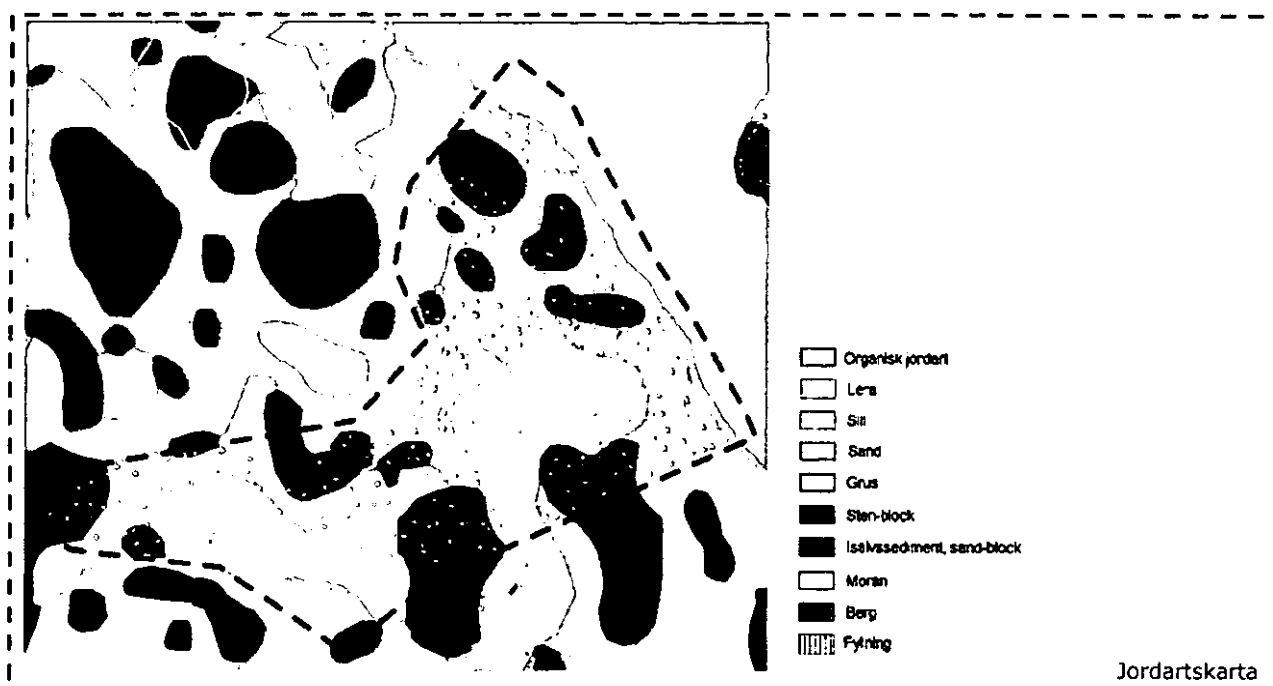 Organisk jordart
Lera
Silt
Sand
Grus
Sten-block
Isälvssediment, sand-block
Morän
Berg
Fyllning
Jordartskarta